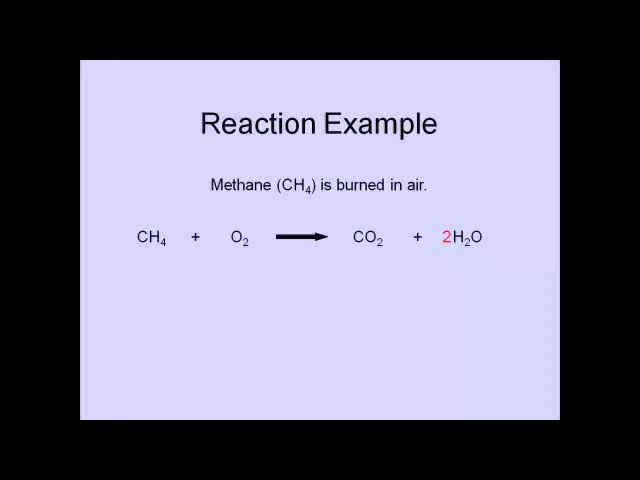 Reaction Example
Methane (CH₄) is burned in air.
CH₄ + O₂ → CO₂ + 2H₂O